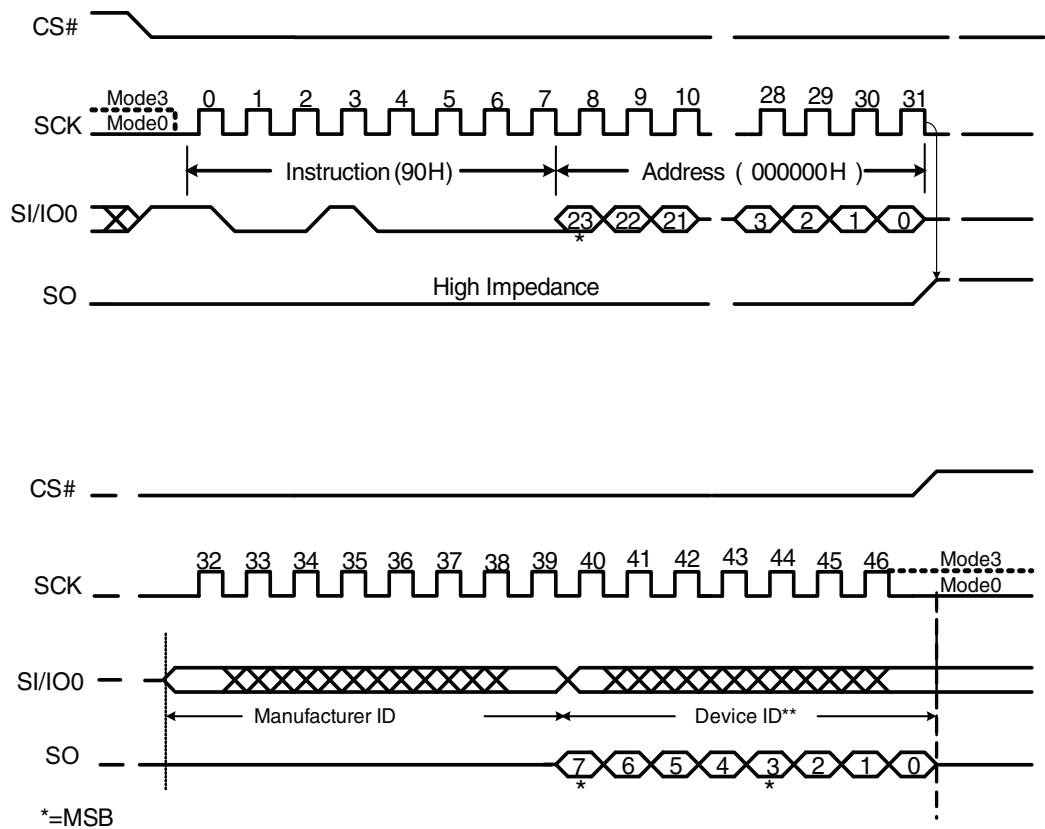 CS#
Mode3
Mode0
SCK
0 1 2 3 4 5 6 7 8 9 10 28 29 30 31
Instruction (90H) Address ( 000000H )
SI/IO0
23 22 21 3 2 1 0
*
SO
High Impedance
CS#
SCK
32 33 34 35 36 37 38 39 40 41 42 43 44 45 46
Mode3
Mode0
SI/IO0
Manufacturer ID Device ID**
SO
7 6 5 4 3 2 1 0
* *
*=MSB